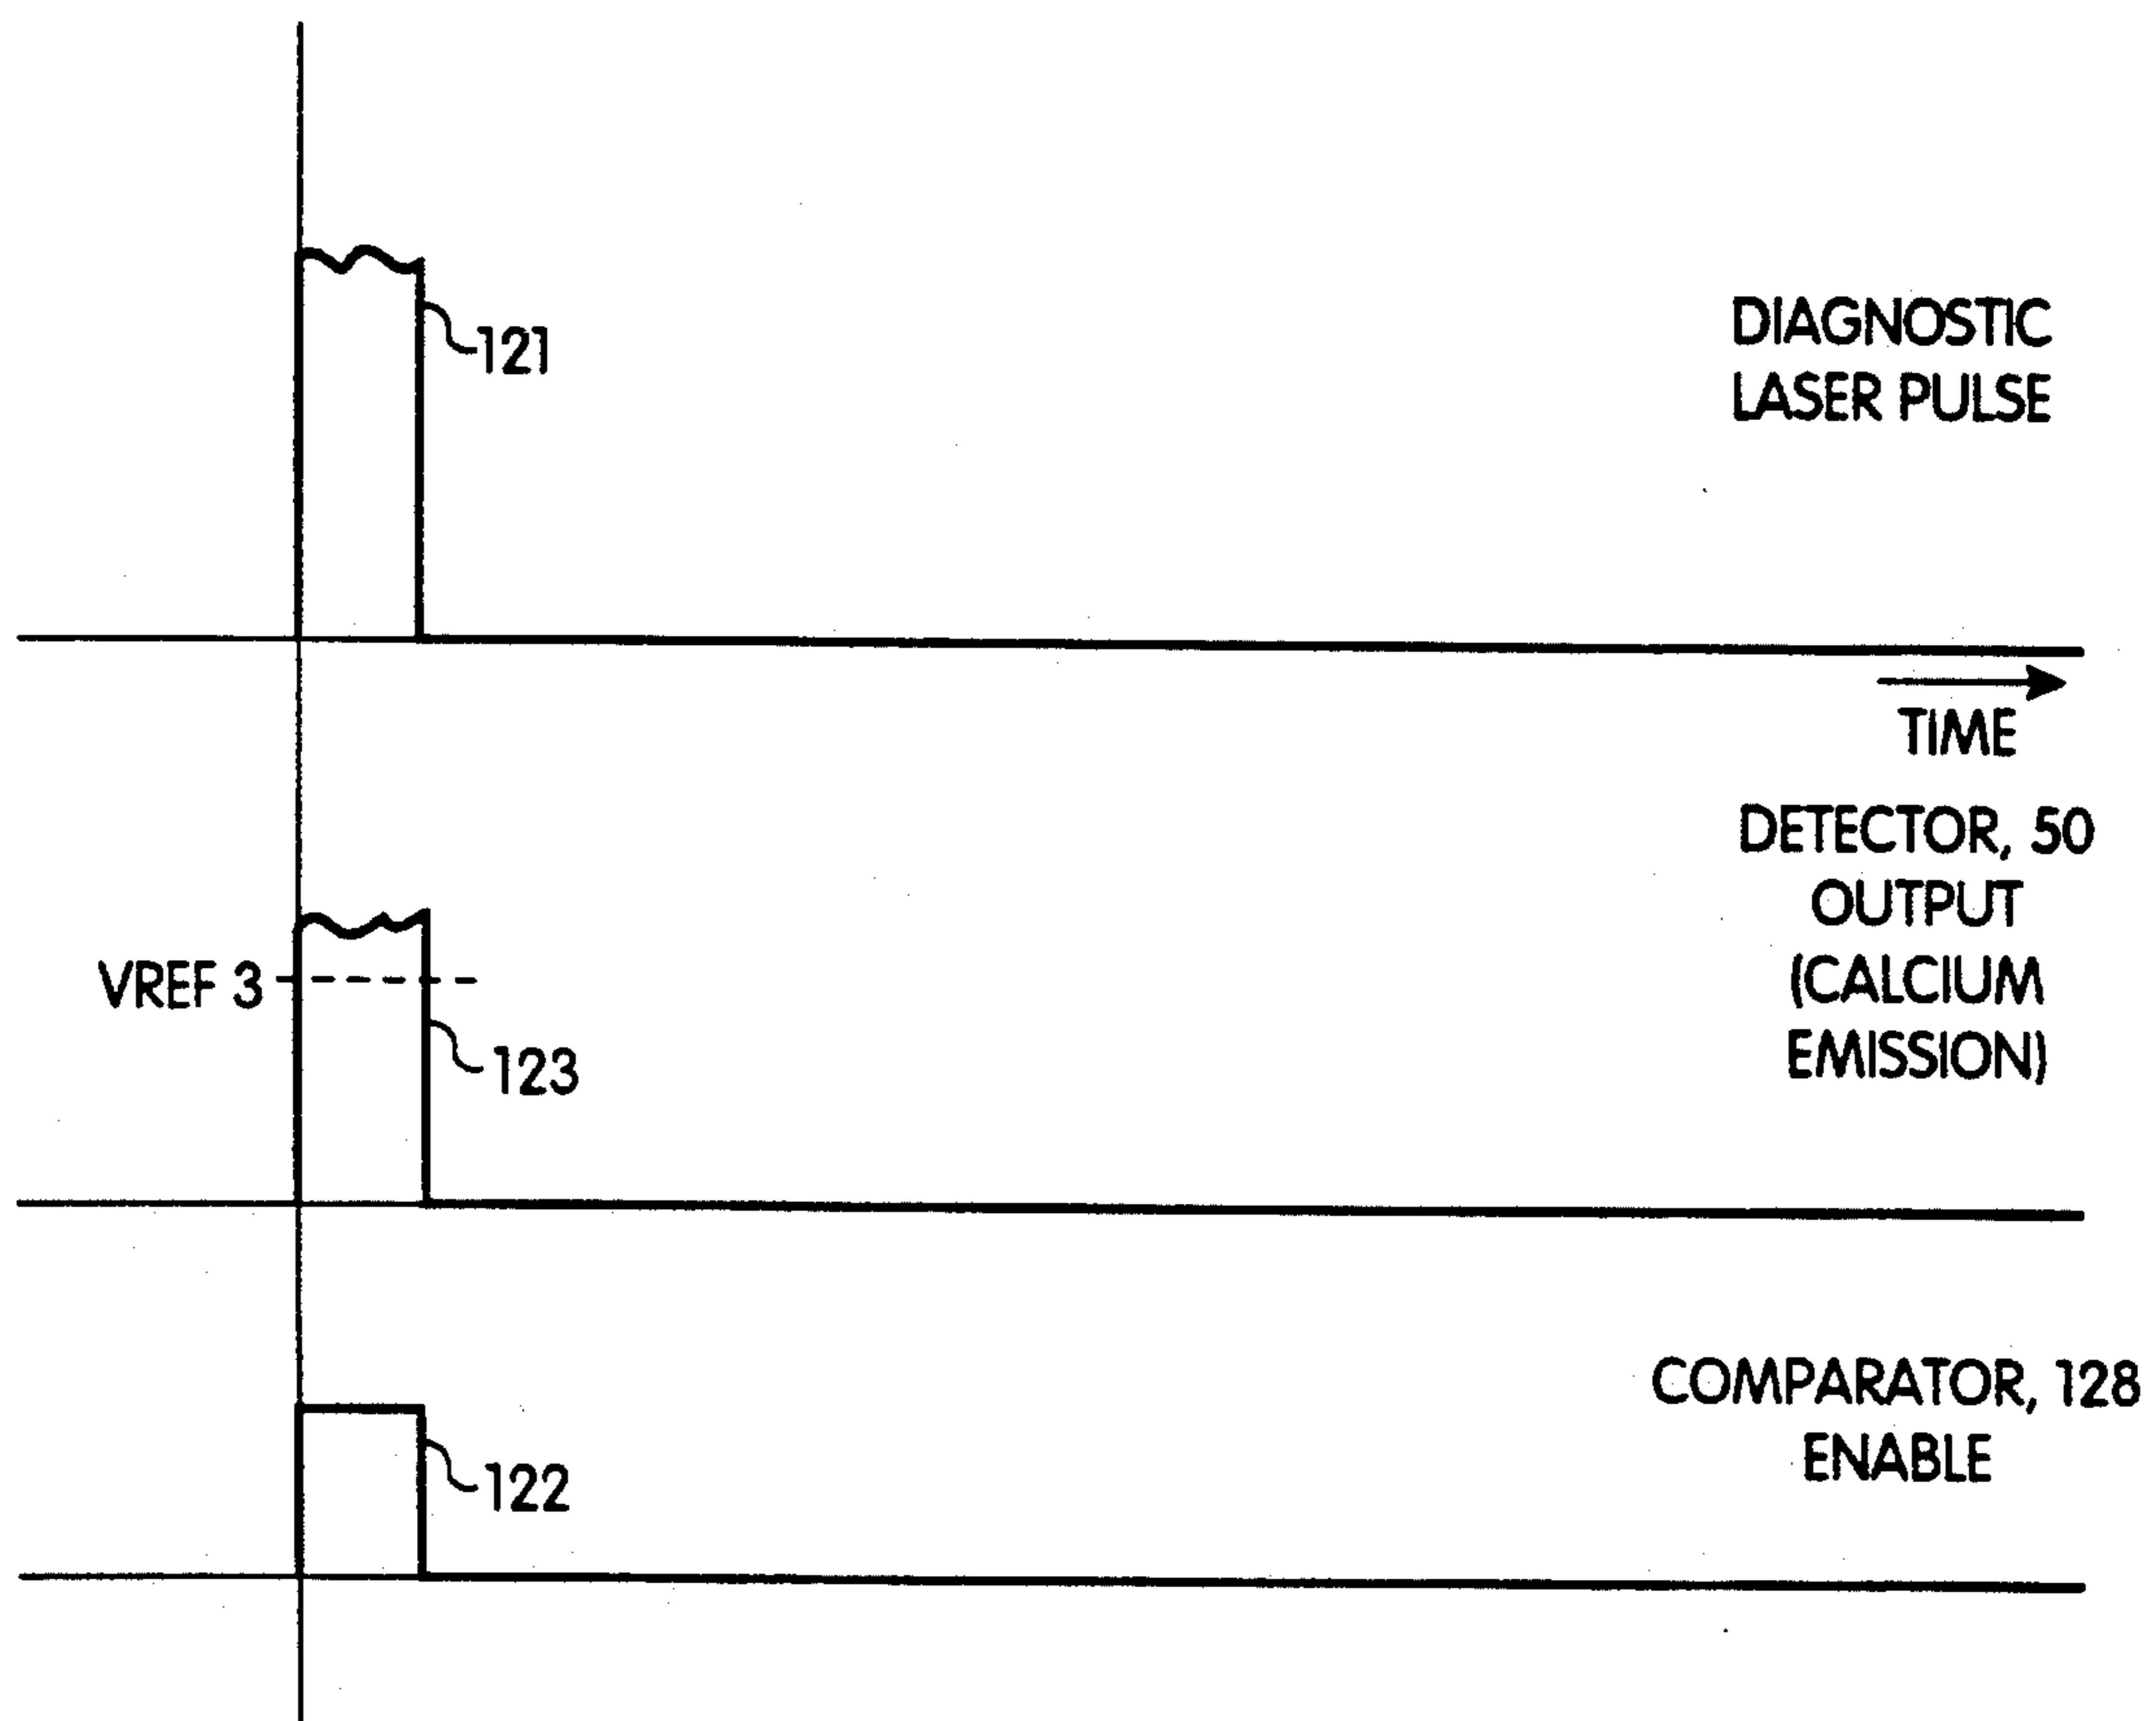 121
DIAGNOSTIC
LASER PULSE
TIME
DETECTOR, 50
OUTPUT
(CALCIUM
EMISSION)
VREF 3
123
COMPARATOR, 128
ENABLE
122